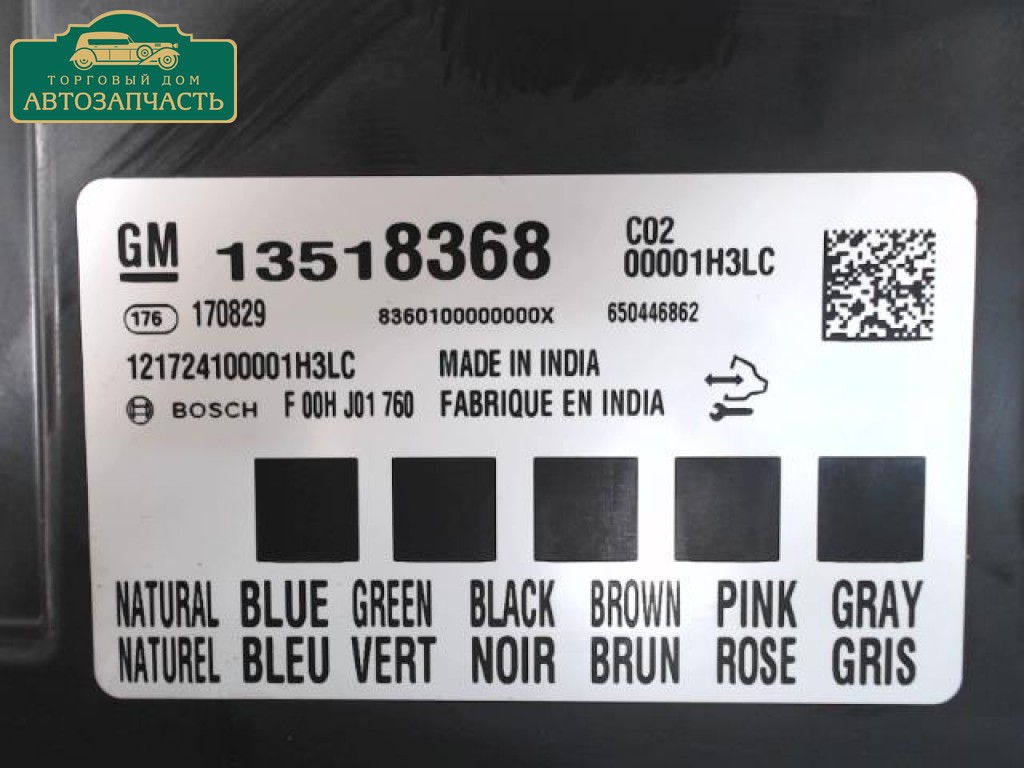 ТОРГОВЫЙ ДОМ
АВТОЗАПЧАСТЬ
GM 13518368 C02
00001H3LC
176 170829 8360100000000X 650446862
121724100001H3LC MADE IN INDIA
BOSCH F 00H J01 760 FABRIQUE EN INDIA
NATURAL BLUE GREEN BLACK BROWN PINK GRAY
NATUREL BLEU VERT NOIR BRUN ROSE GRIS